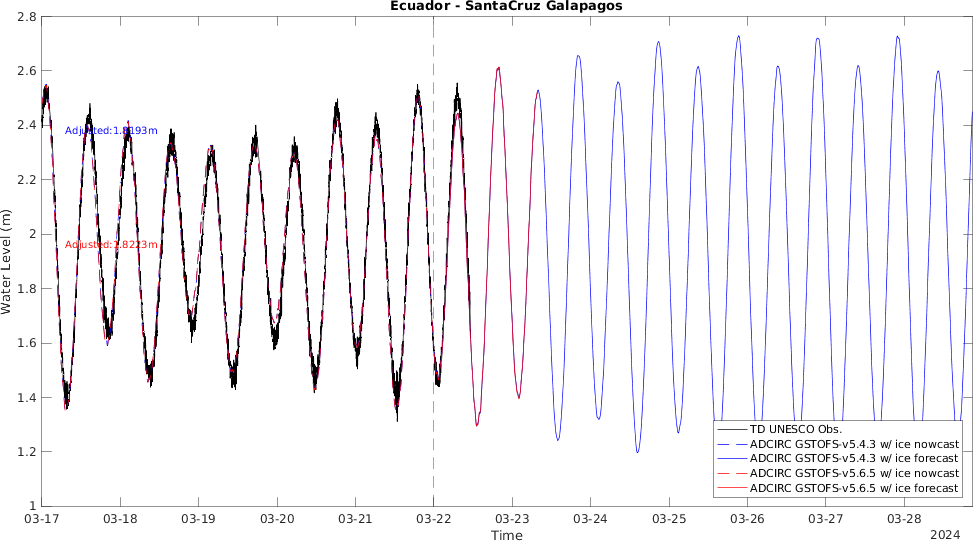 Ecuador - SantaCruz Galapagos
2.8
2.6
2.4
2.2
2
1.8
1.6
1.4
1.2
1
Water Level (m)
Adjusted:1.8193m
Adjusted:1.8223m
TD UNESCO Obs.
ADCIRC GSTOFS-v5.4.3 w/ ice nowcast
ADCIRC GSTOFS-v5.4.3 w/ ice forecast
ADCIRC GSTOFS-v5.6.5 w/ ice nowcast
ADCIRC GSTOFS-v5.6.5 w/ ice forecast
03-17 03-18 03-19 03-20 03-21 03-22 03-23 03-24 03-25 03-26 03-27 03-28
Time
2024